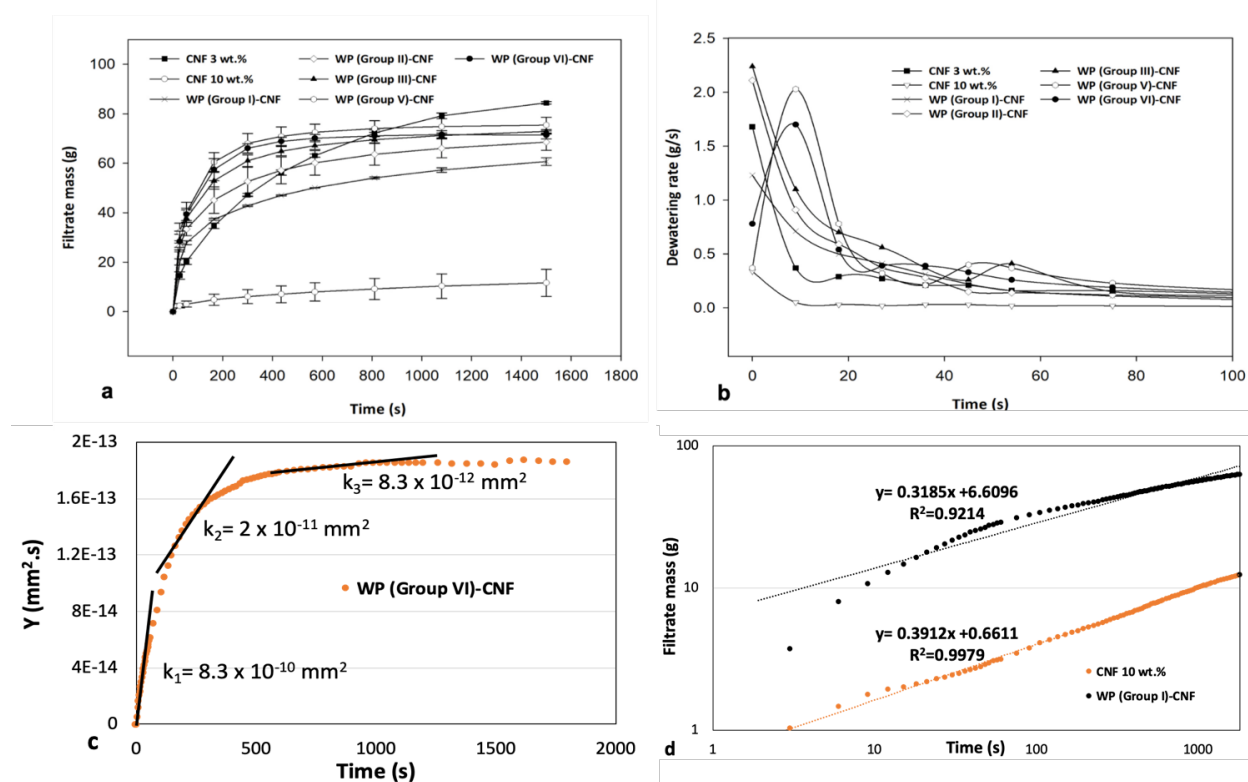 100
80
60
40
20
0
Filtrate mass (g)
CNF 3 wt.%
CNF 10 wt.%
WP (Group I)-CNF
WP (Group II)-CNF
WP (Group III)-CNF
WP (Group V)-CNF
WP (Group VI)-CNF
0 200 400 600 800 1000 1200 1400 1600 1800
Time (s)
a
2.5
2.0
1.5
1.0
0.5
0.0
Dewatering rate (g/s)
CNF 3 wt.%
CNF 10 wt.%
WP (Group I)-CNF
WP (Group II)-CNF
WP (Group III)-CNF
WP (Group V)-CNF
WP (Group VI)-CNF
0 20 40 60 80 100
Time (s)
b
2E-13
1.6E-13
1.2E-13
8E-14
4E-14
0
Y (mm².s)
k₃= 8.3 x 10⁻¹² mm²
k₂= 2 x 10⁻¹¹ mm²
WP (Group VI)-CNF
k₁= 8.3 x 10⁻¹⁰ mm²
0 500 1000 1500 2000
Time (s)
c
100
10
1
Filtrate mass (g)
y= 0.3185x +6.6096
R²=0.9214
y= 0.3912x +0.6611
R²=0.9979
CNF 10 wt.%
WP (Group I)-CNF
1 10 100 1000
Time (s)
d